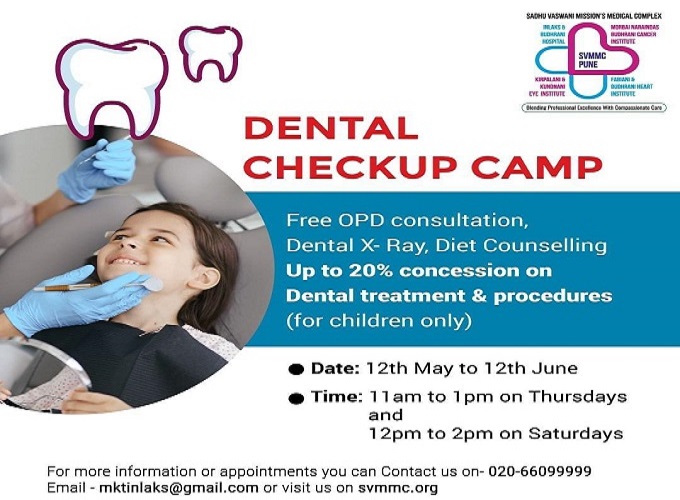 SADHU VASWANI MISSION'S MEDICAL COMPLEX
INLAKS &
BUDHRANI
HOSPITAL
MORBAI NARAINDAS
BUDHRANI CANCER
INSTITUTE
SVMMC
PUNE
KIRPALANI &
KUNDNANI
EYE INSTITUTE
FABIANI &
BUDHRANI HEART
INSTITUTE
Blending Professional Excellence With Compassionate Care
DENTAL
CHECKUP CAMP
Free OPD consultation,
Dental X- Ray, Diet Counselling
Up to 20% concession on
Dental treatment & procedures
(for children only)
Date: 12th May to 12th June
Time: 11am to 1pm on Thursdays
and
12pm to 2pm on Saturdays
For more information or appointments you can Contact us on- 020-66099999
Email - mktinlaks@gmail.com or visit us on svmmc.org